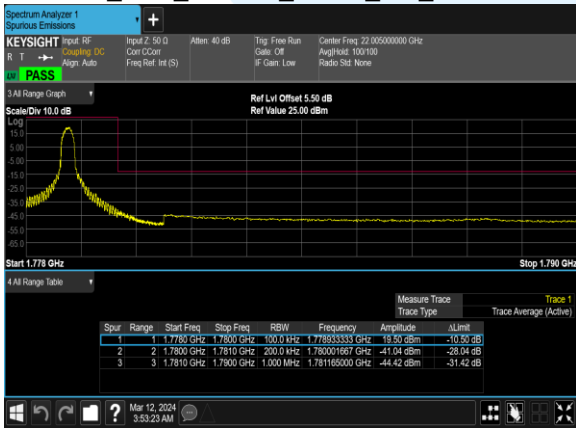 Spectrum Analyzer 1
Spurious Emissions
KEYSIGHT Input: RF Input Z: 50 Ω Atten: 40 dB Trig: Free Run Center Freq: 22.005000000 GHz
R T Coupling: DC Corr CCorr Gate: Off Avg|Hold: 100/100
Align: Auto Freq Ref: Int (S) IF Gain: Low Radio Std: None
PASS
3 All Range Graph
Ref Lvl Offset 5.50 dB
Scale/Div 10.0 dB Ref Value 25.00 dBm
Log
15.0
5.00
-5.00
-15.0
-25.0
-35.0
-45.0
-55.0
-65.0
Start 1.778 GHz Stop 1.790 GHz
4 All Range Table
Measure Trace Trace 1
Trace Type Trace Average (Active)
Spur Range Start Freq Stop Freq RBW Frequency Amplitude ΔLimit
1 1 1.7780 GHz 1.7800 GHz 100.0 kHz 1.778933333 GHz 19.50 dBm -10.50 dB
2 2 1.7800 GHz 1.7810 GHz 200.0 kHz 1.780001667 GHz -41.04 dBm -28.04 dB
3 3 1.7810 GHz 1.7900 GHz 1.000 MHz 1.781165000 GHz -44.42 dBm -31.42 dB
Mar 12, 2024
3:53:23 AM